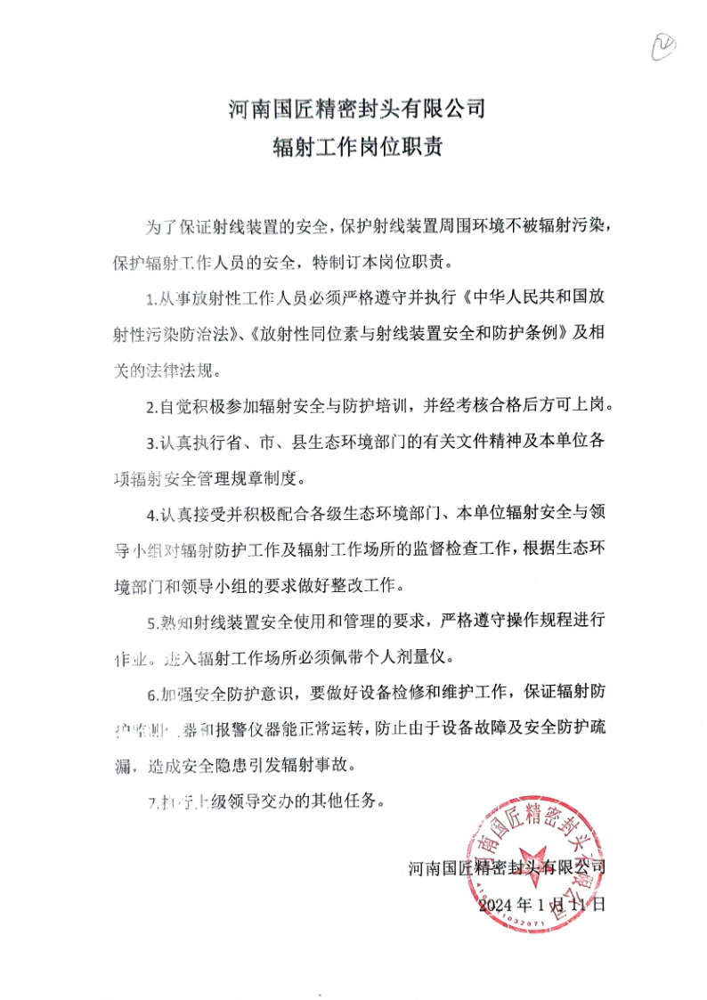 河南国匠精密封头有限公司
辐射工作岗位职责
为了保证射线装置的安全，保护射线装置周围环境不被辐射污染，
保护辐射工作人员的安全，特制订本岗位职责。
1.从事放射性工作人员必须严格遵守并执行《中华人民共和国放
射性污染防治法》、《放射性同位素与射线装置安全和防护条例》及相
关的法律法规。
2.自觉积极参加辐射安全与防护培训，并经考核合格后方可上岗。
3.认真执行省、市、县生态环境部门的有关文件精神及本单位各
项辐射安全管理规章制度。
4.认真接受并积极配合各级生态环境部门、本单位辐射安全与领
导小组对辐射防护工作及辐射工作场所的监督检查工作，根据生态环
境部门和领导小组的要求做好整改工作。
5.熟知射线装置安全使用和管理的要求，严格遵守操作规程进行
作业。进入辐射工作场所必须佩带个人剂量仪。
6.加强安全防护意识，要做好设备检修和维护工作，保证辐射防
护监测仪器和报警仪器能正常运转，防止由于设备故障及安全防护疏
漏，造成安全隐患引发辐射事故。
7.执行上级领导交办的其他任务。
河南国匠精密封头有限公司
2024 年 1 月 11 日
河南国匠精密封头有限公司